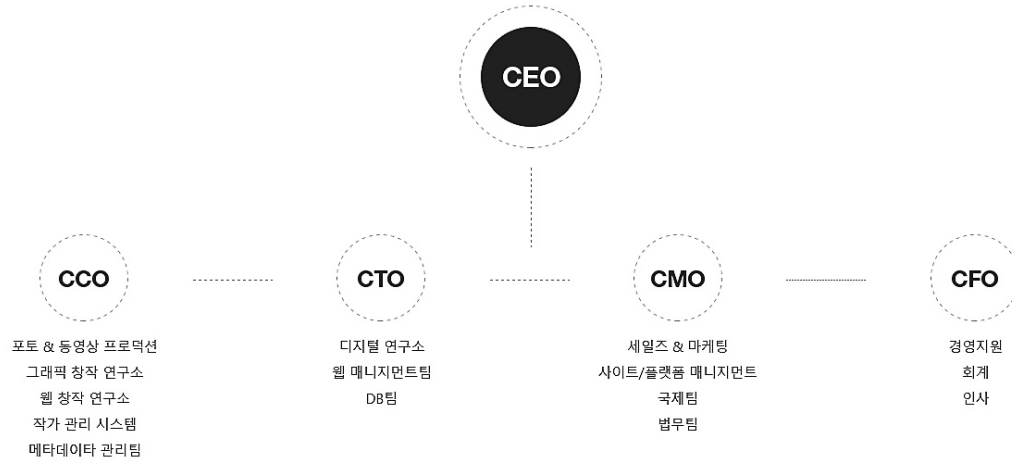 CEO
CCO
포토 & 동영상 프로덕션
그래픽 창작 연구소
웹 창작 연구소
작가 관리 시스템
메타데이타 관리팀
CTO
디지털 연구소
웹 매니지먼트팀
DB팀
CMO
세일즈 & 마케팅
사이트/플랫폼 매니지먼트
국제팀
법무팀
CFO
경영지원
회계
인사